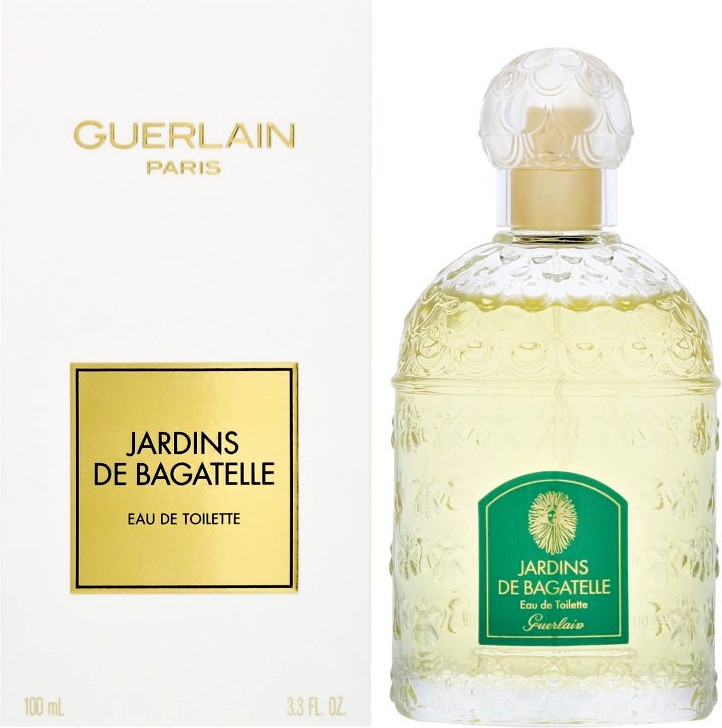 GUERLAIN
PARIS
JARDINS
DE BAGATELLE
EAU DE TOILETTE
100 mL 3.3 FL. OZ.
JARDINS
DE BAGATELLE
Eau de Toilette
Guerlain